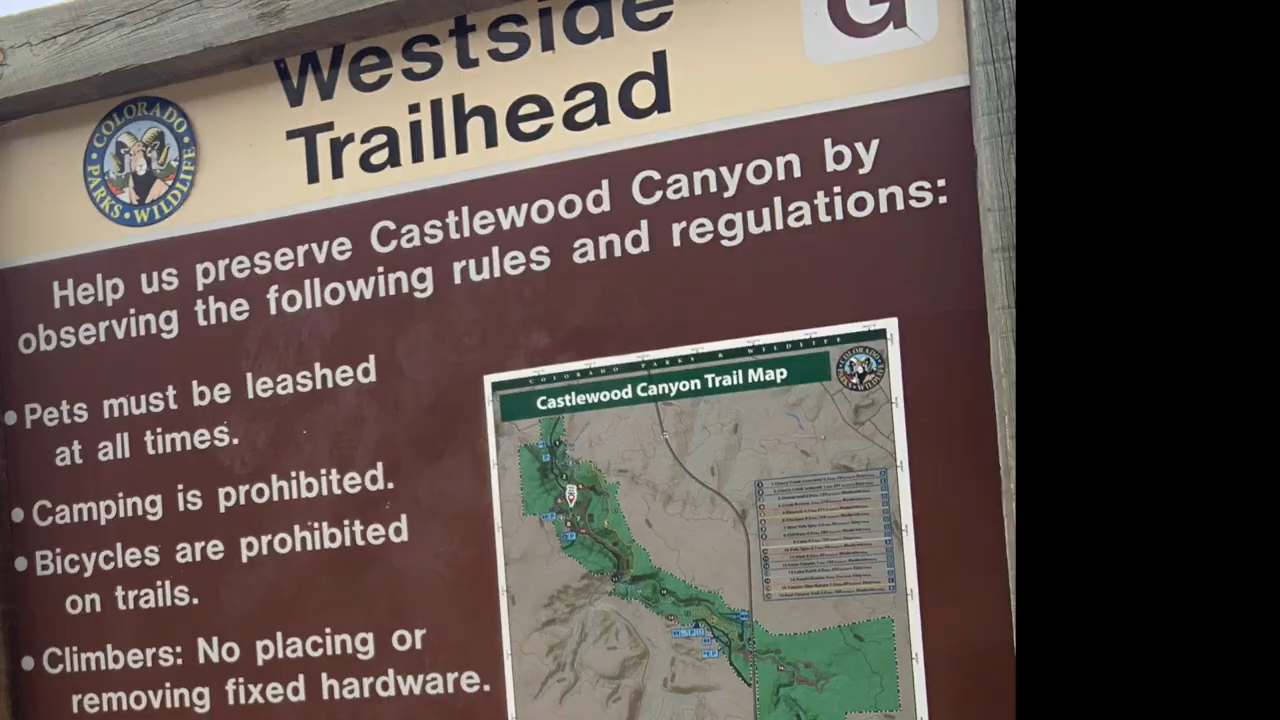 Westside
G
Trailhead
COLORADO
PARKS • WILDLIFE
Help us preserve Castlewood Canyon by
observing the following rules and regulations:
• Pets must be leashed
at all times.
• Camping is prohibited.
• Bicycles are prohibited
on trails.
• Climbers: No placing or
removing fixed hardware.
COLORADO PARKS & WILDLIFE
Castlewood Canyon Trail Map